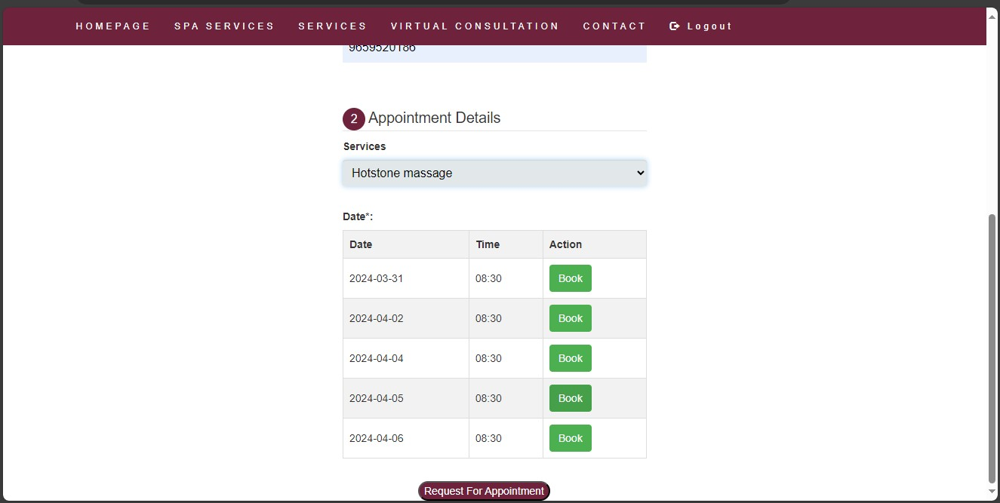 HOMEPAGE SPA SERVICES SERVICES VIRTUAL CONSULTATION CONTACT Logout
9659520186
2 Appointment Details
Services
Hotstone massage
Date*:
Date Time Action
2024-03-31 08:30 Book
2024-04-02 08:30 Book
2024-04-04 08:30 Book
2024-04-05 08:30 Book
2024-04-06 08:30 Book
Request For Appointment